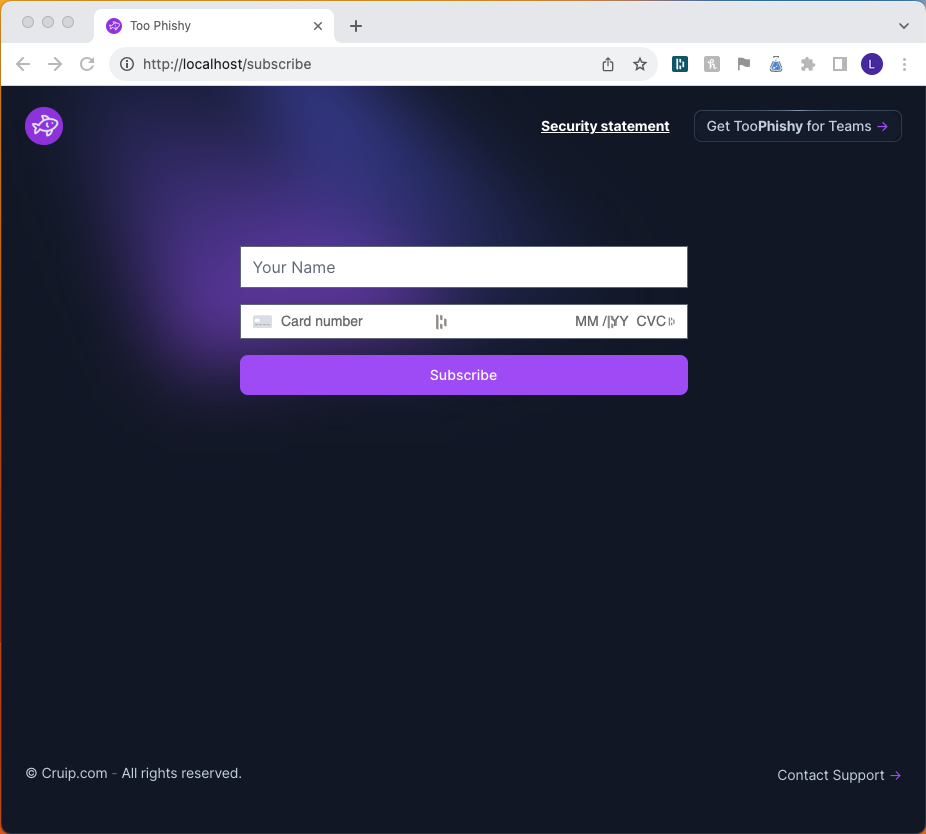 Too Phishy
http://localhost/subscribe
L
Security statement
Get TooPhishy for Teams →
Your Name
Card number MM / YY CVC
Subscribe
© Cruip.com - All rights reserved.
Contact Support →